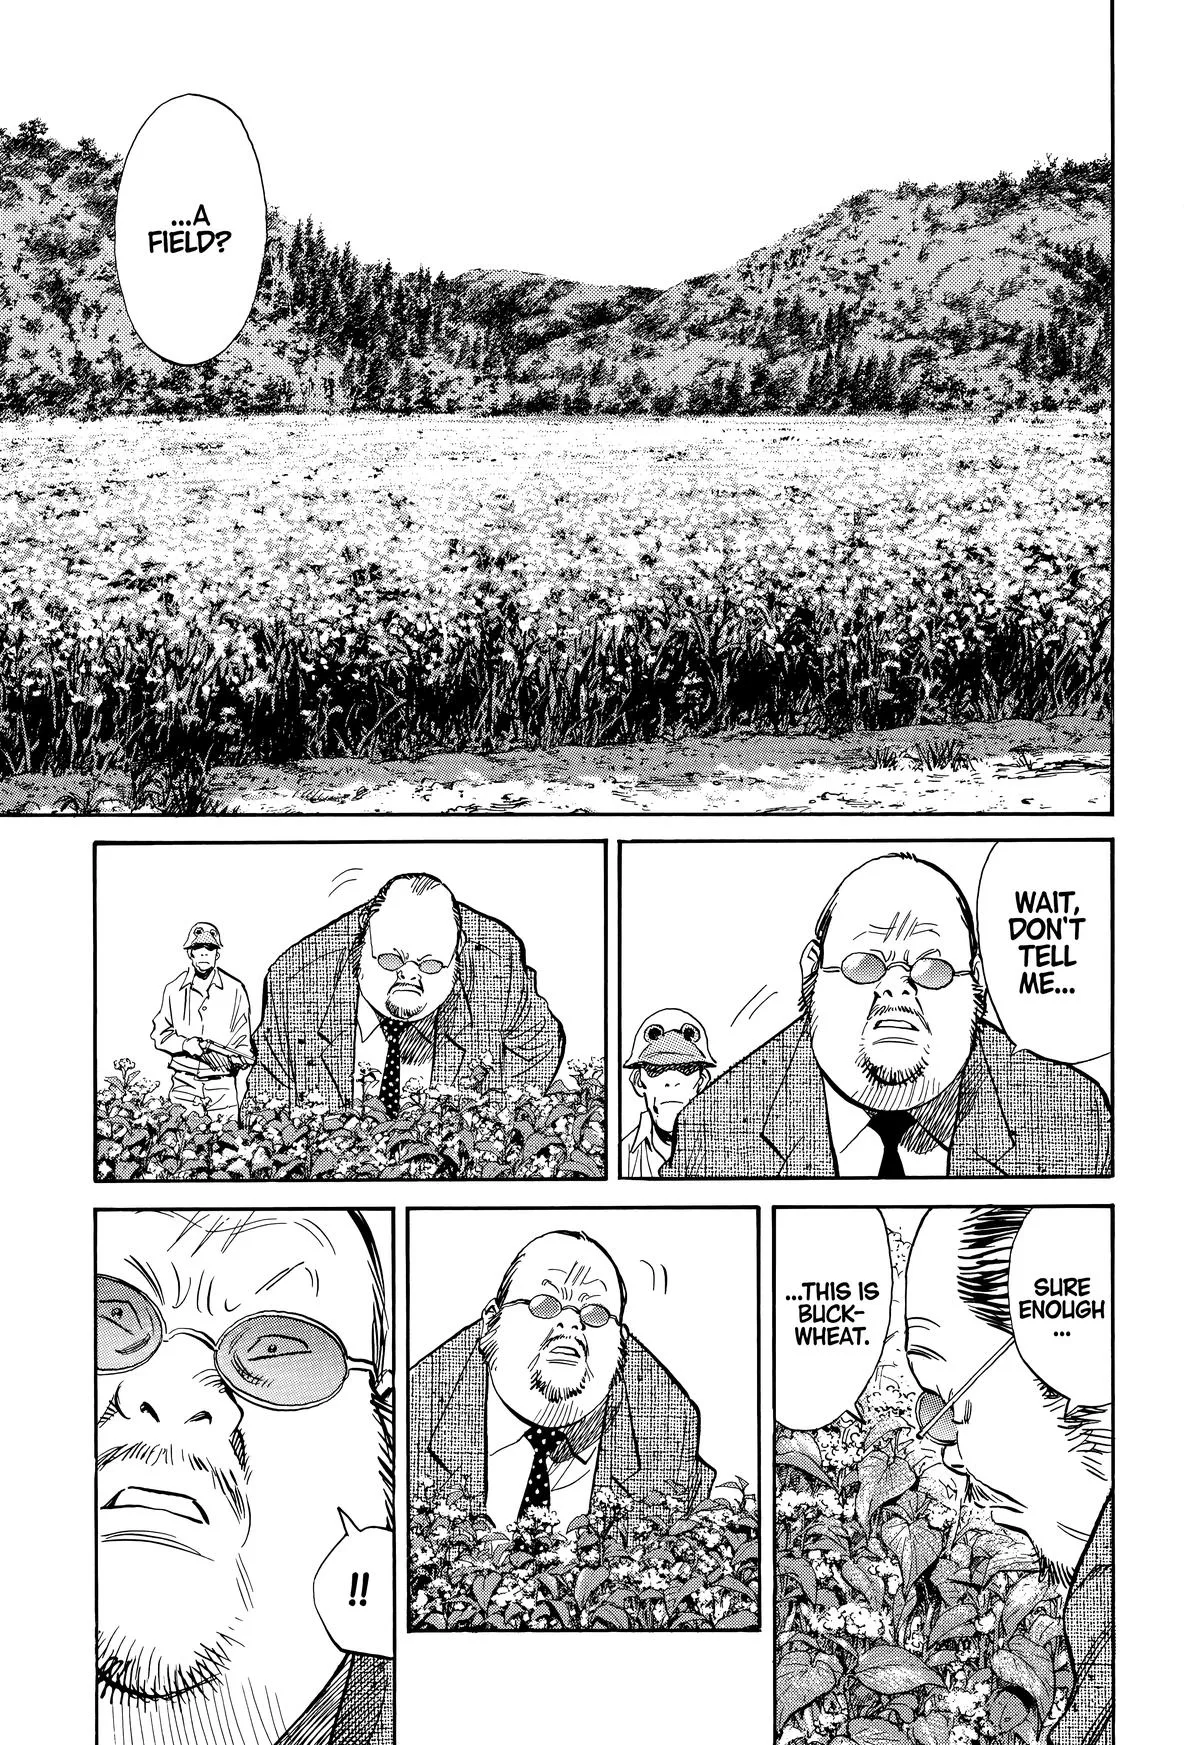 ...A
FIELD?
WAIT,
DON'T
TELL
ME...
SURE
ENOUGH
...
...THIS IS
BUCK-
WHEAT.
!!